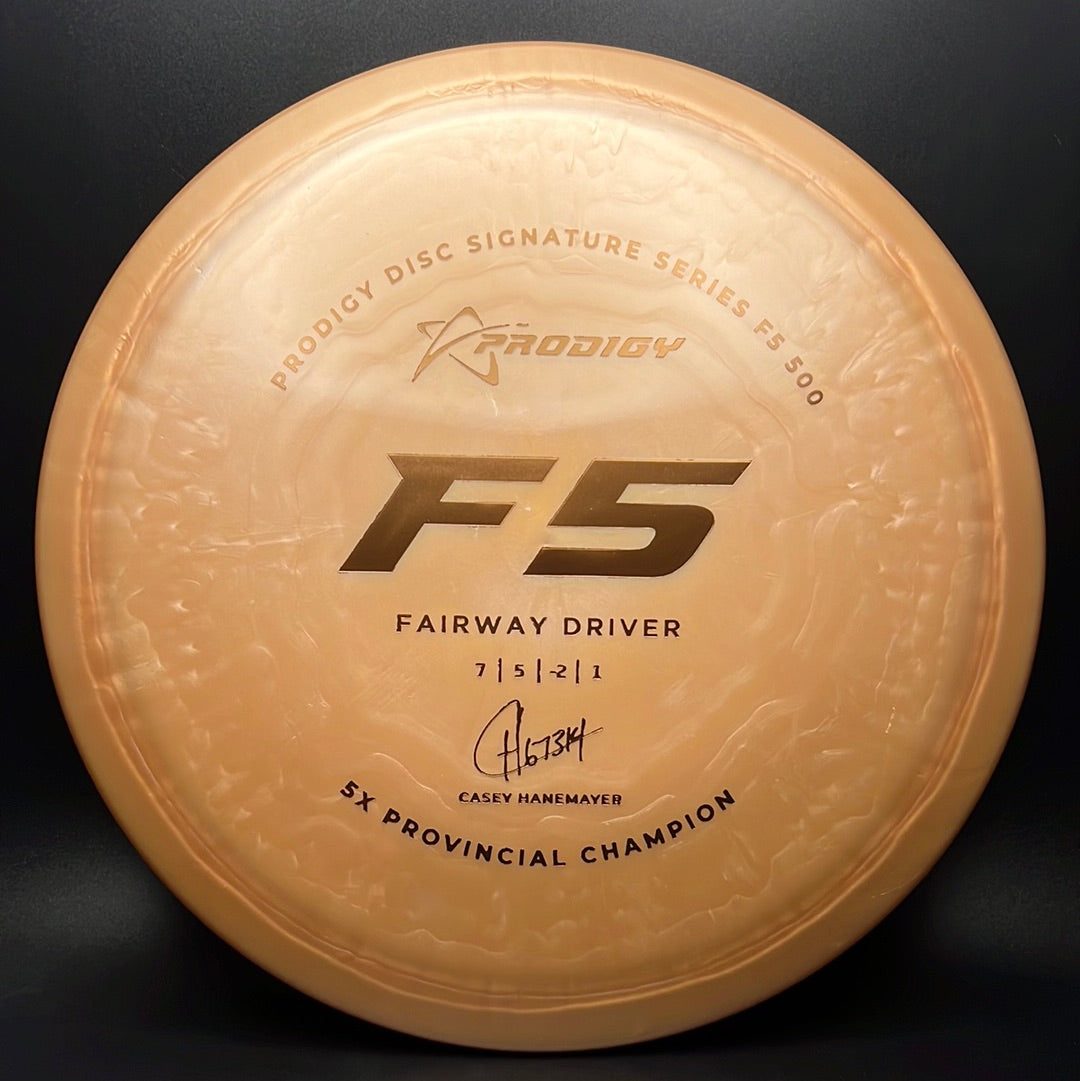 PRODIGY DISC SIGNATURE SERIES F5 500
PRODIGY
F5
FAIRWAY DRIVER
7 | 5 | -2 | 1
CH67314
CASEY HANEMAYER
5X PROVINCIAL CHAMPION